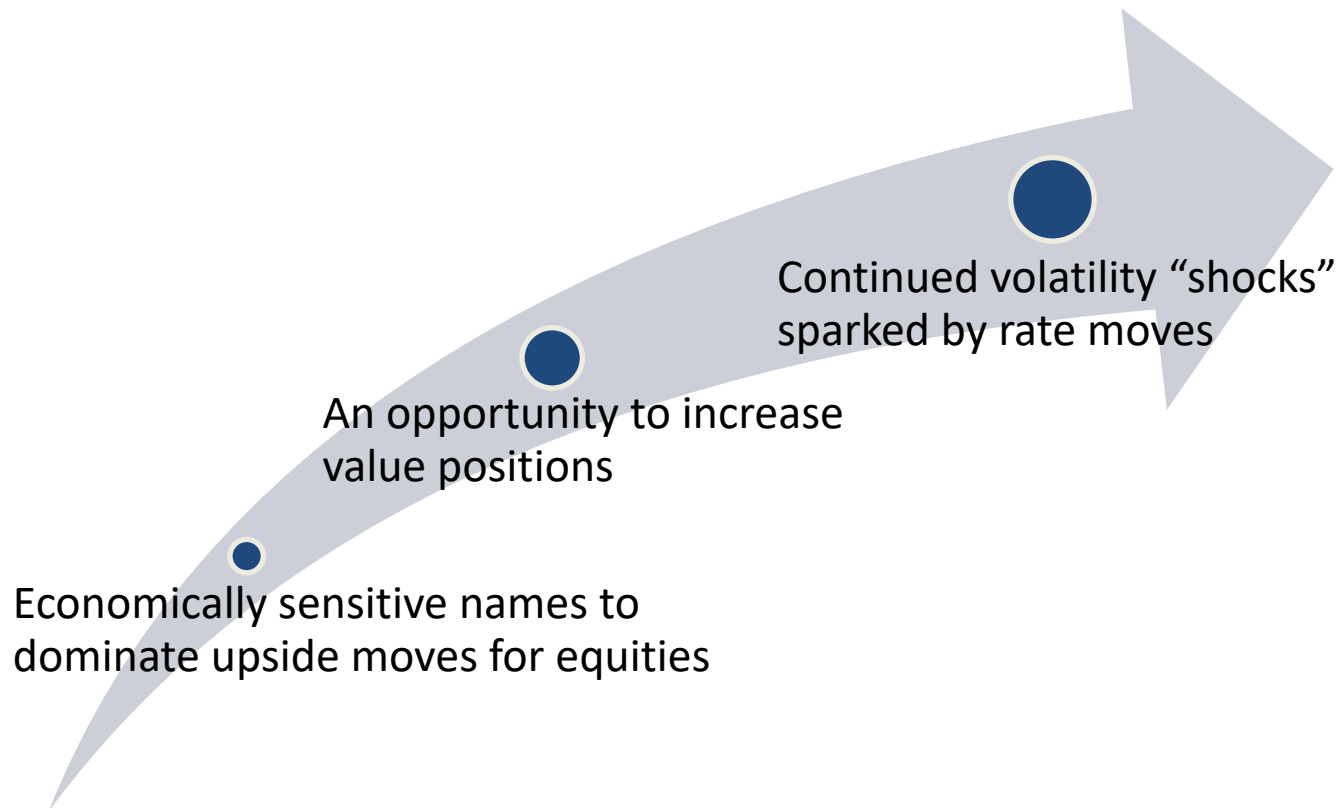 Continued volatility “shocks”
sparked by rate moves
An opportunity to increase
value positions
Economically sensitive names to
dominate upside moves for equities